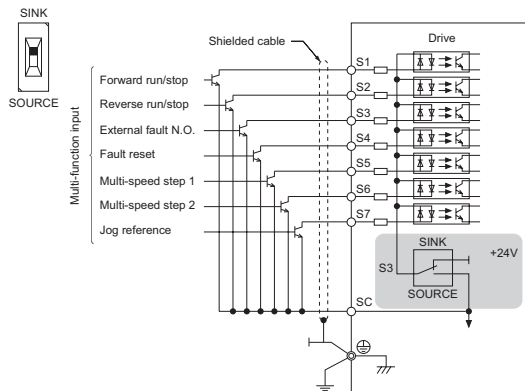 SINK
SOURCE
Shielded cable
Drive
Multi-function input
Forward run/stop
Reverse run/stop
External fault N.O.
Fault reset
Multi-speed step 1
Multi-speed step 2
Jog reference
S1
S2
S3
S4
S5
S6
S7
SINK
+24V
S3
SOURCE
SC